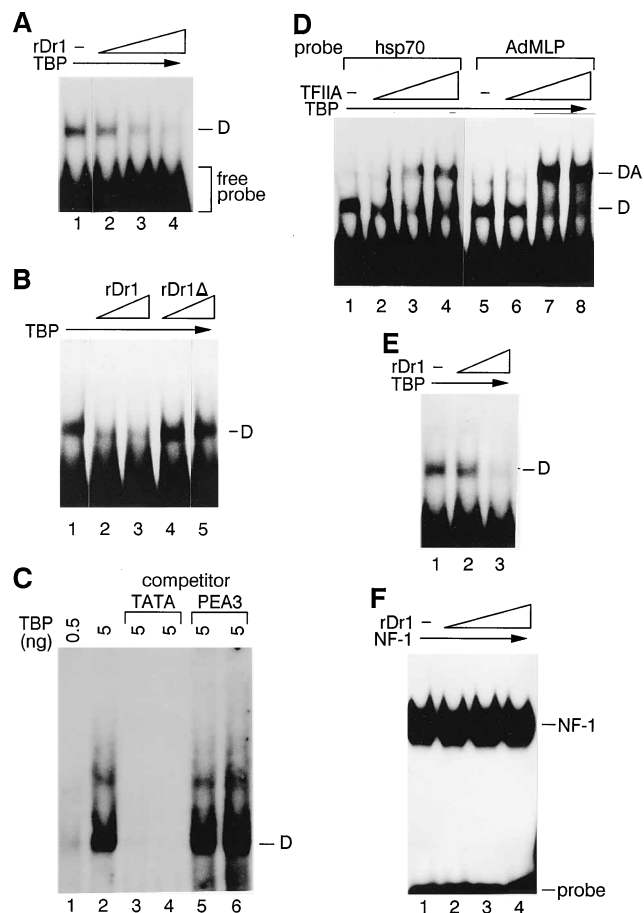 A
rDr1 –
TBP
– D
free
probe
1 2 3 4
B
rDr1 rDr1Δ
TBP
– D
1 2 3 4 5
C
competitor
TATA PEA3
TBP
(ng)
0.5 5 5 5 5 5
– D
1 2 3 4 5 6
D
probe hsp70 AdMLP
TFIIA – –
TBP
– DA
– D
1 2 3 4 5 6 7 8
E
rDr1 –
TBP
– D
1 2 3
F
rDr1 –
NF-1
– NF-1
– probe
1 2 3 4